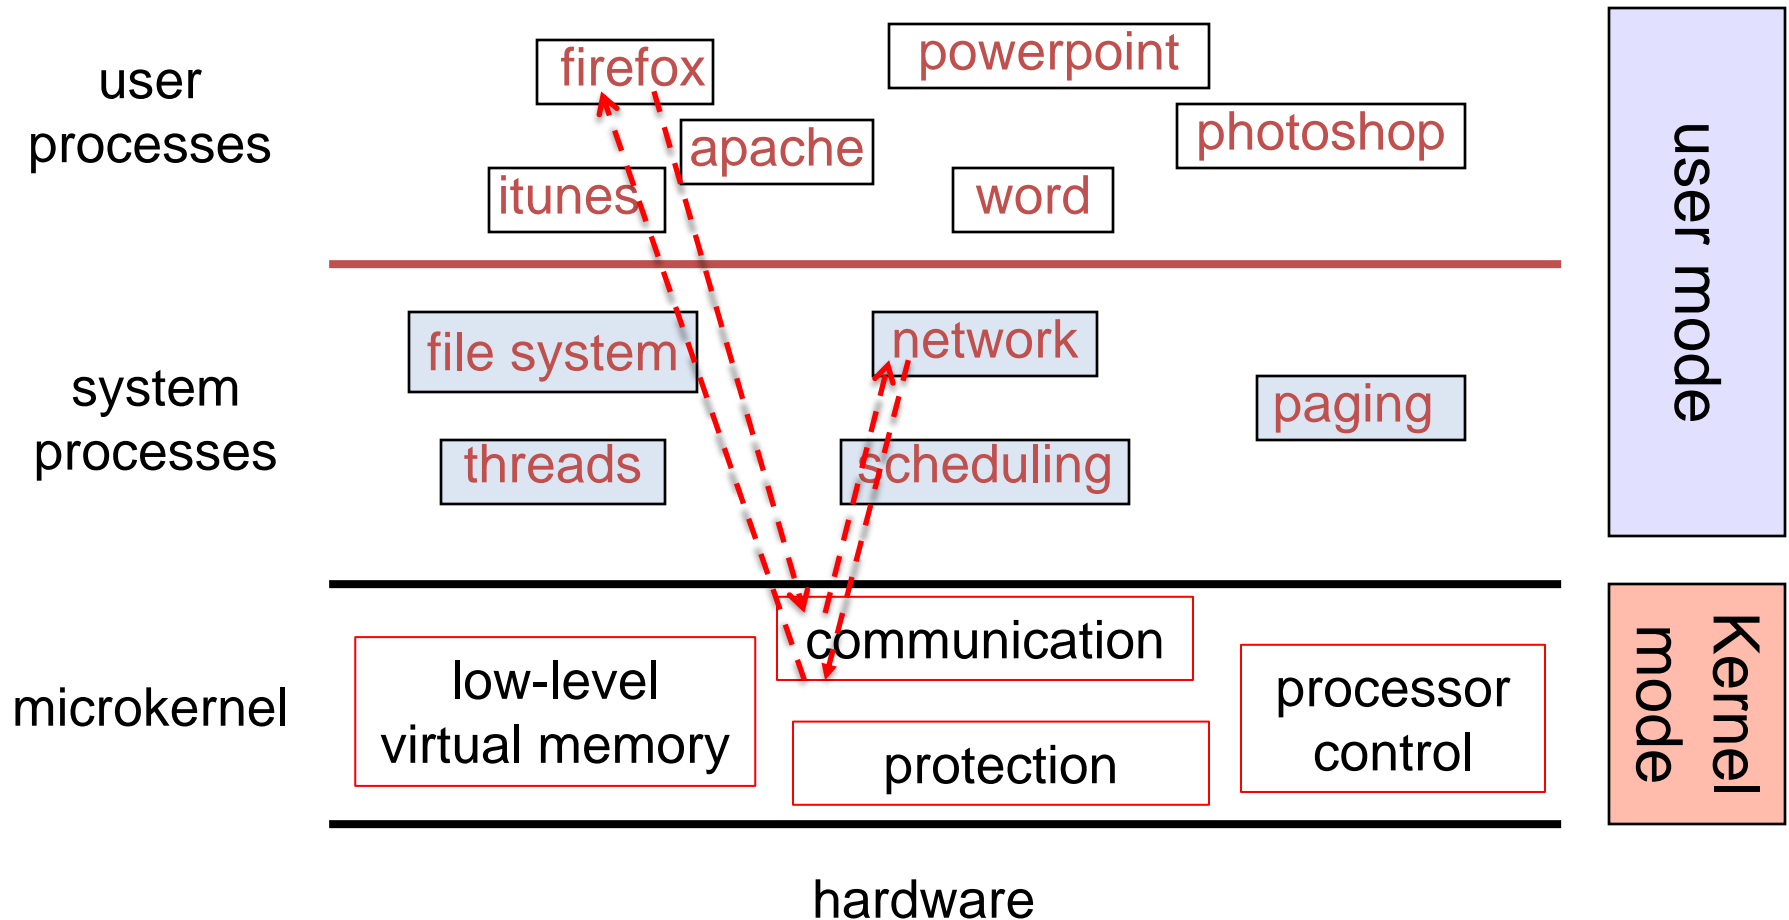 user
processes
firefox
powerpoint
apache
photoshop
itunes
word
system
processes
file system
network
paging
threads
scheduling
microkernel
low-level
virtual memory
communication
protection
processor
control
hardware
user mode
Kernel
mode